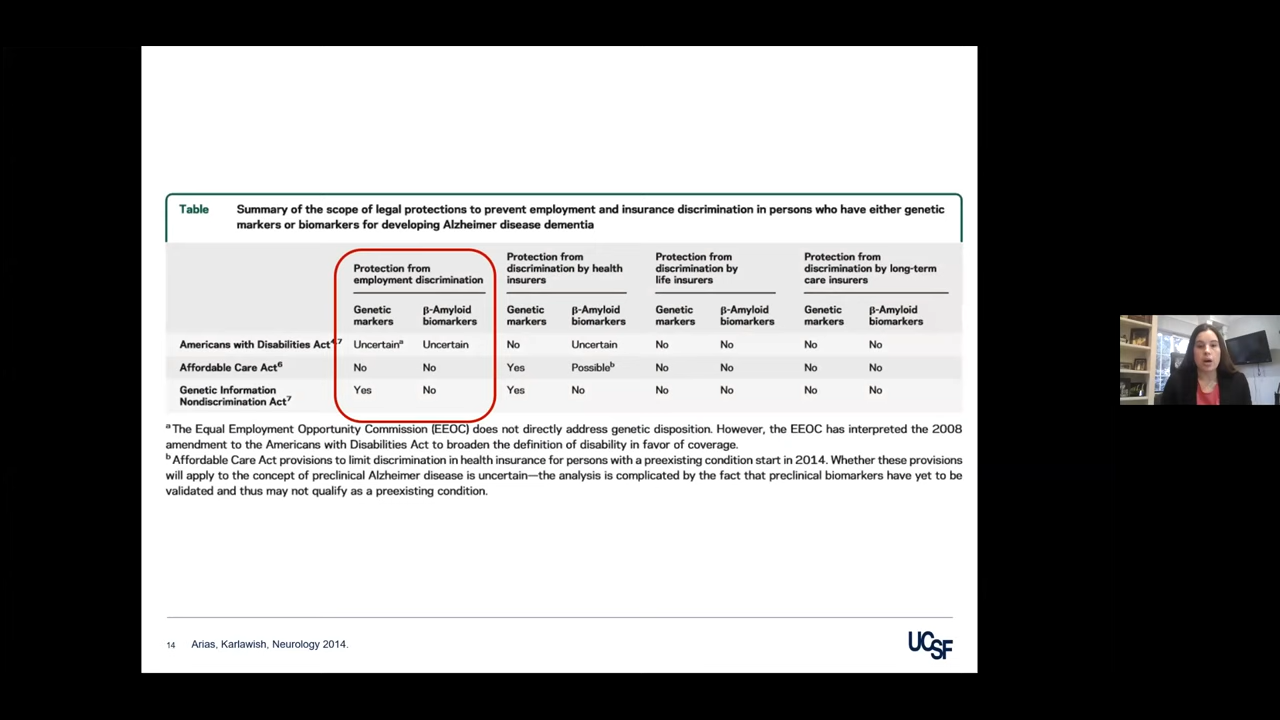 Table
Summary of the scope of legal protections to prevent employment and insurance discrimination in persons who have either genetic
markers or biomarkers for developing Alzheimer disease dementia
Protection from
employment discrimination
Protection from
discrimination by health
insurers
Protection from
discrimination by
life insurers
Protection from
discrimination by long-term
care insurers
Genetic
markers
β-Amyloid
biomarkers
Genetic
markers
β-Amyloid
biomarkers
Genetic
markers
β-Amyloid
biomarkers
Genetic
markers
β-Amyloid
biomarkers
Americans with Disabilities Act4,7 Uncertaina Uncertain No Uncertain No No No No
Affordable Care Act6 No No Yes Possibleb No No No No
Genetic Information
Nondiscrimination Act7
Yes No Yes No No No No No
aThe Equal Employment Opportunity Commission (EEOC) does not directly address genetic disposition. However, the EEOC has interpreted the 2008
amendment to the Americans with Disabilities Act to broaden the definition of disability in favor of coverage.
bAffordable Care Act provisions to limit discrimination in health insurance for persons with a preexisting condition start in 2014. Whether these provisions
will apply to the concept of preclinical Alzheimer disease is uncertain—the analysis is complicated by the fact that preclinical biomarkers have yet to be
validated and thus may not qualify as a preexisting condition.
14 Arias, Karlawish, Neurology 2014.
UCSF